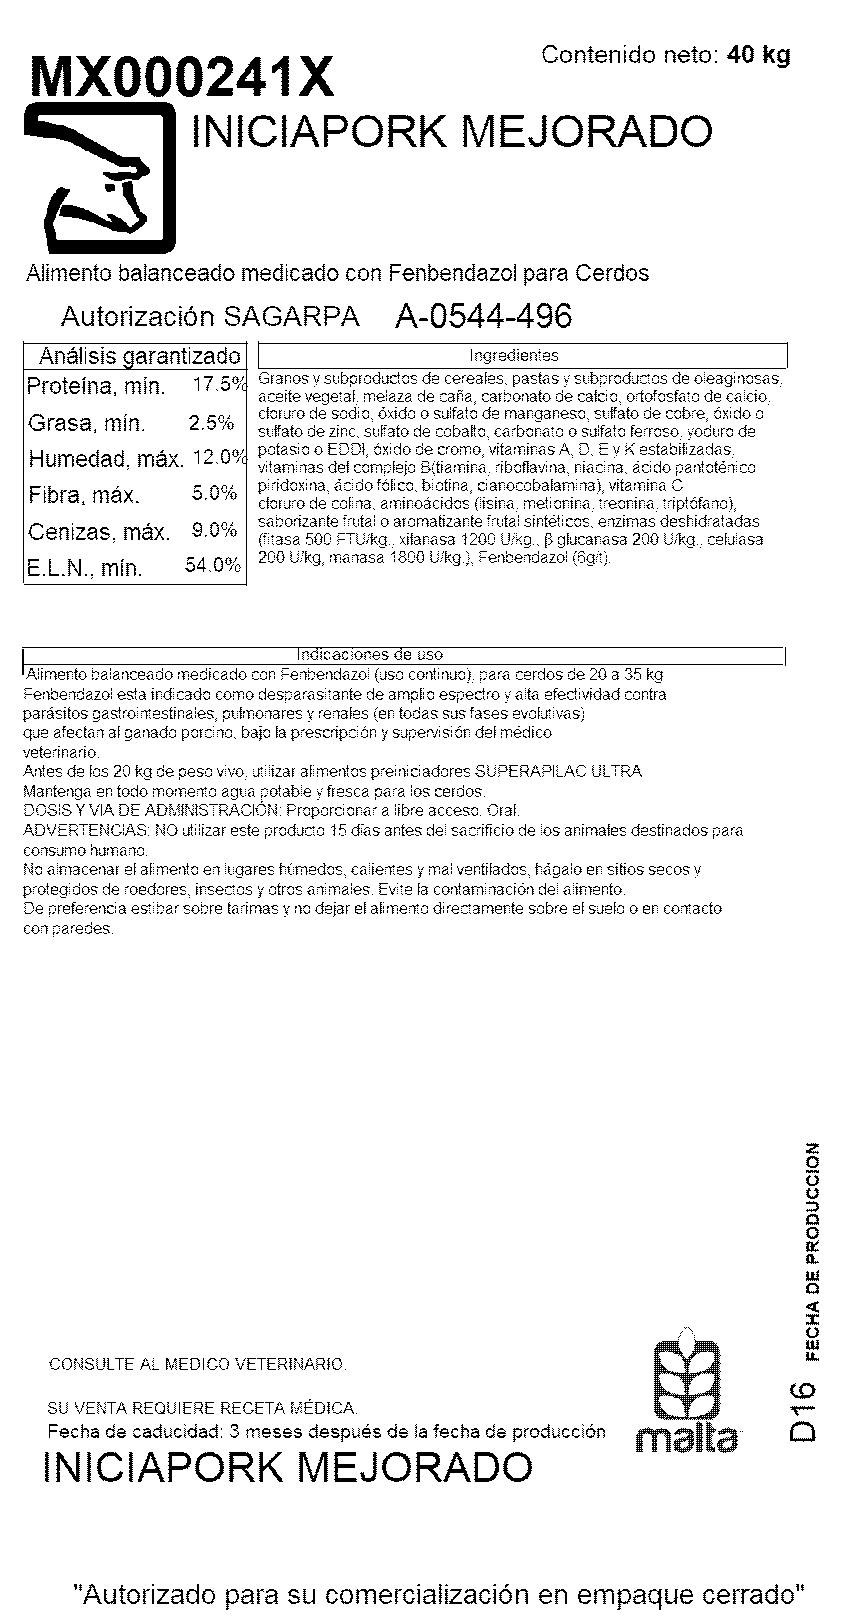 Contenido neto: 40 kg
MX000241X
INICIAPORK MEJORADO
Alimento balanceado medicado con Fenbendazol para Cerdos
Autorización SAGARPA A-0544-496
Análisis garantizado
Proteína, mín. 17.5%
Grasa, mín. 2.5%
Humedad, máx. 12.0%
Fibra, máx. 5.0%
Cenizas, máx. 9.0%
E.L.N., mín. 54.0%
Ingredientes
Granos y subproductos de cereales, pastas y subproductos de oleaginosas,
aceite vegetal, melaza de caña, carbonato de calcio, ortofosfato de calcio,
cloruro de sodio, óxido o sulfato de manganeso, sulfato de cobre, óxido o
sulfato de zinc, sulfato de cobalto, carbonato o sulfato ferroso, yoduro de
potasio o EDDI, óxido de cromo, vitaminas A, D, E y K estabilizadas,
vitaminas del complejo B(tiamina, riboflavina, niacina, ácido pantoténico
piridoxina, ácido fólico, biotina, cianocobalamina), vitamina C
cloruro de colina, aminoácidos (lisina, metionina, treonina, triptófano),
saborizante frutal o aromatizante frutal sintéticos, enzimas deshidratadas
(fitasa 500 FTU/kg., xilanasa 1200 U/kg., β glucanasa 200 U/kg., celulasa
200 U/kg, manasa 1800 U/kg.), Fenbendazol (6g/t).
Indicaciones de uso
Alimento balanceado medicado con Fenbendazol (uso continuo), para cerdos de 20 a 35 kg
Fenbendazol esta indicado como desparasitante de amplio espectro y alta efectividad contra
parásitos gastrointestinales, pulmonares y renales (en todas sus fases evolutivas)
que afectan al ganado porcino, bajo la prescripción y supervisión del médico
veterinario.
Antes de los 20 kg de peso vivo, utilizar alimentos preiniciadores SUPERAPILAC ULTRA
Mantenga en todo momento agua potable y fresca para los cerdos.
DOSIS Y VIA DE ADMINISTRACIÓN: Proporcionar a libre acceso. Oral.
ADVERTENCIAS: NO utilizar este producto 15 días antes del sacrificio de los animales destinados para
consumo humano.
No almacenar el alimento en lugares húmedos, calientes y mal ventilados, hágalo en sitios secos y
protegidos de roedores, insectos y otros animales. Evite la contaminación del alimento.
De preferencia estibar sobre tarimas y no dejar el alimento directamente sobre el suelo o en contacto
con paredes.
D16 FECHA DE PRODUCCION
CONSULTE AL MEDICO VETERINARIO.
SU VENTA REQUIERE RECETA MÉDICA.
Fecha de caducidad: 3 meses después de la fecha de producción
malta
INICIAPORK MEJORADO
"Autorizado para su comercialización en empaque cerrado"